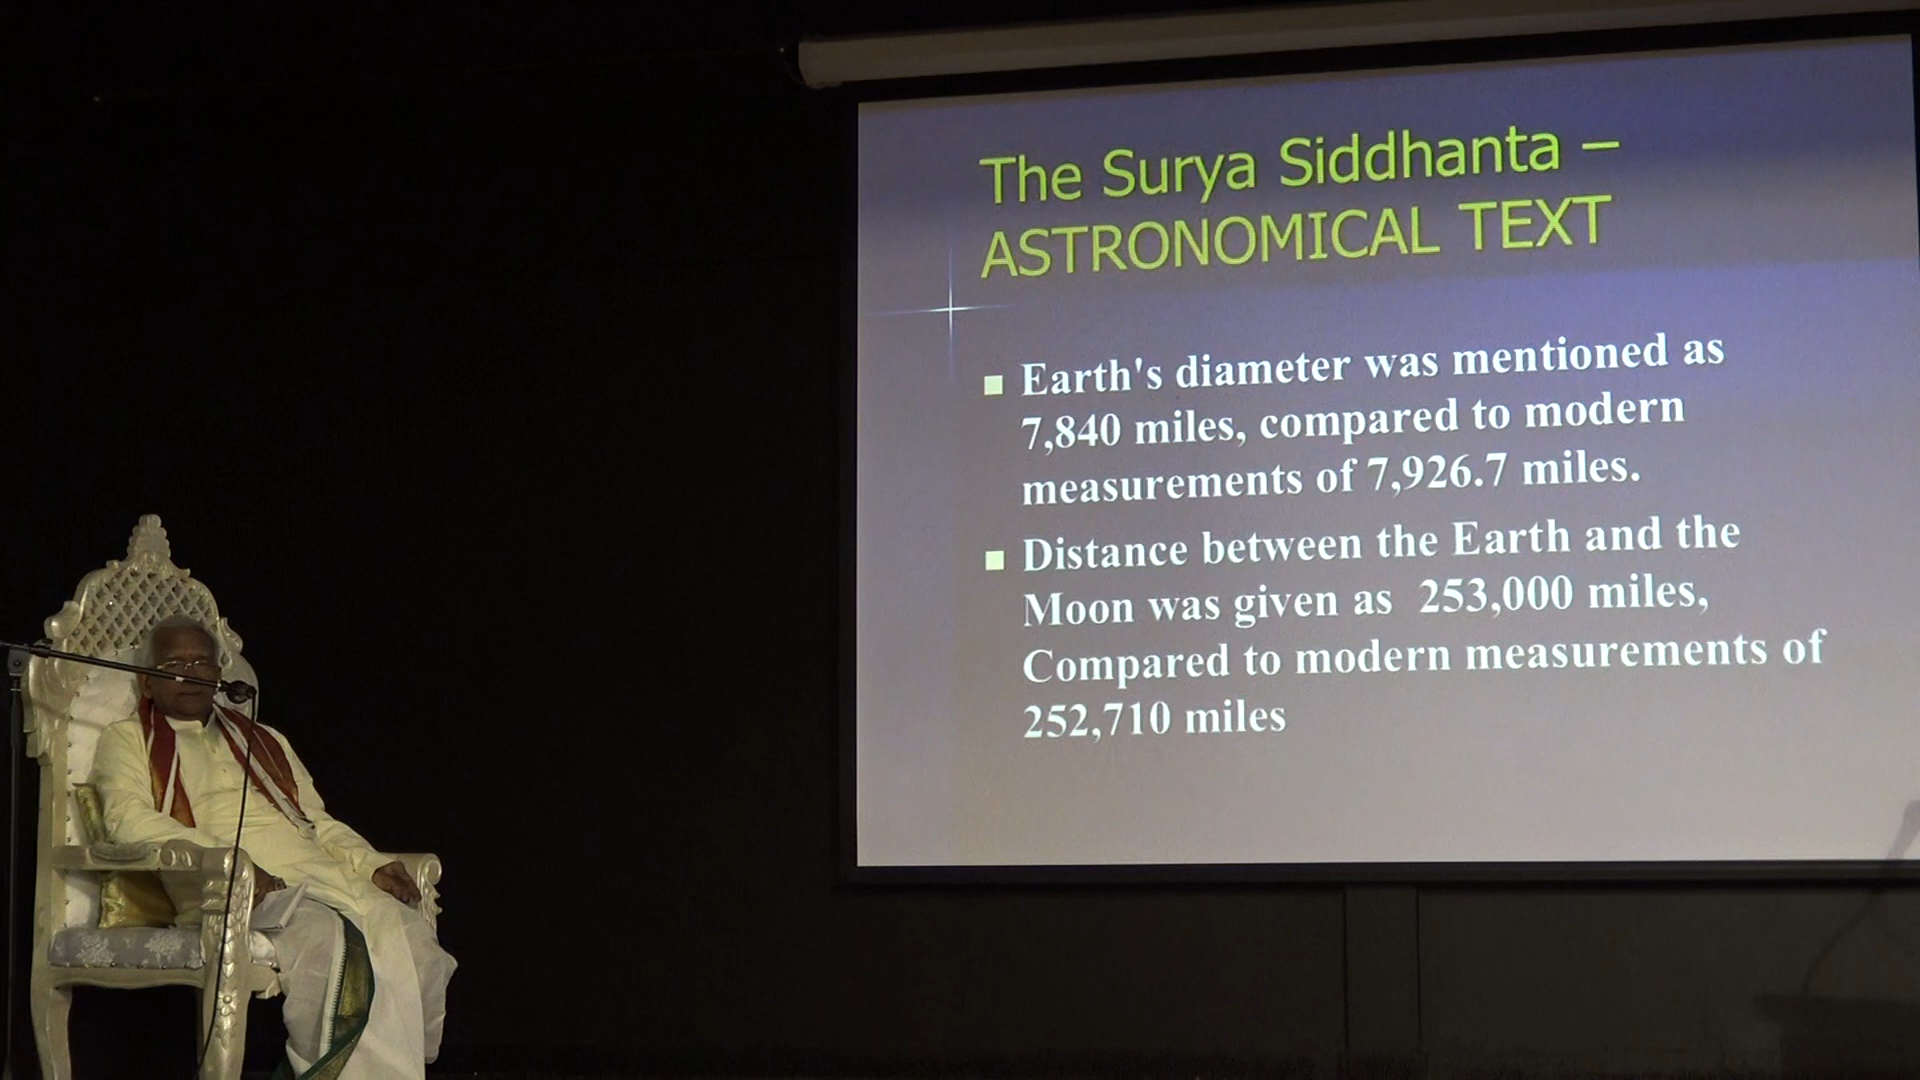 The Surya Siddhanta –
ASTRONOMICAL TEXT
Earth's diameter was mentioned as
7,840 miles, compared to modern
measurements of 7,926.7 miles.
Distance between the Earth and the
Moon was given as 253,000 miles,
Compared to modern measurements of
252,710 miles